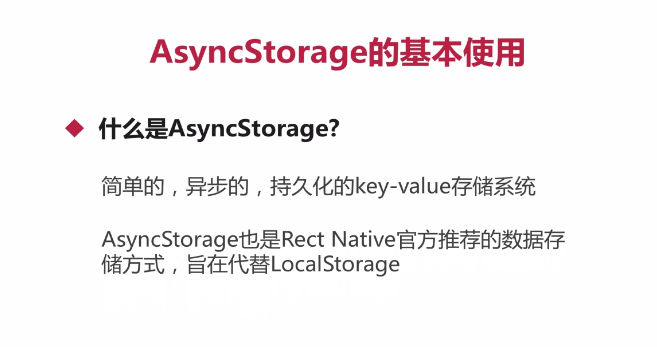 AsyncStorage的基本使用
什么是AsyncStorage?
简单的，异步的，持久化的key-value存储系统
AsyncStorage也是Rect Native官方推荐的数据存
储方式，旨在代替LocalStorage